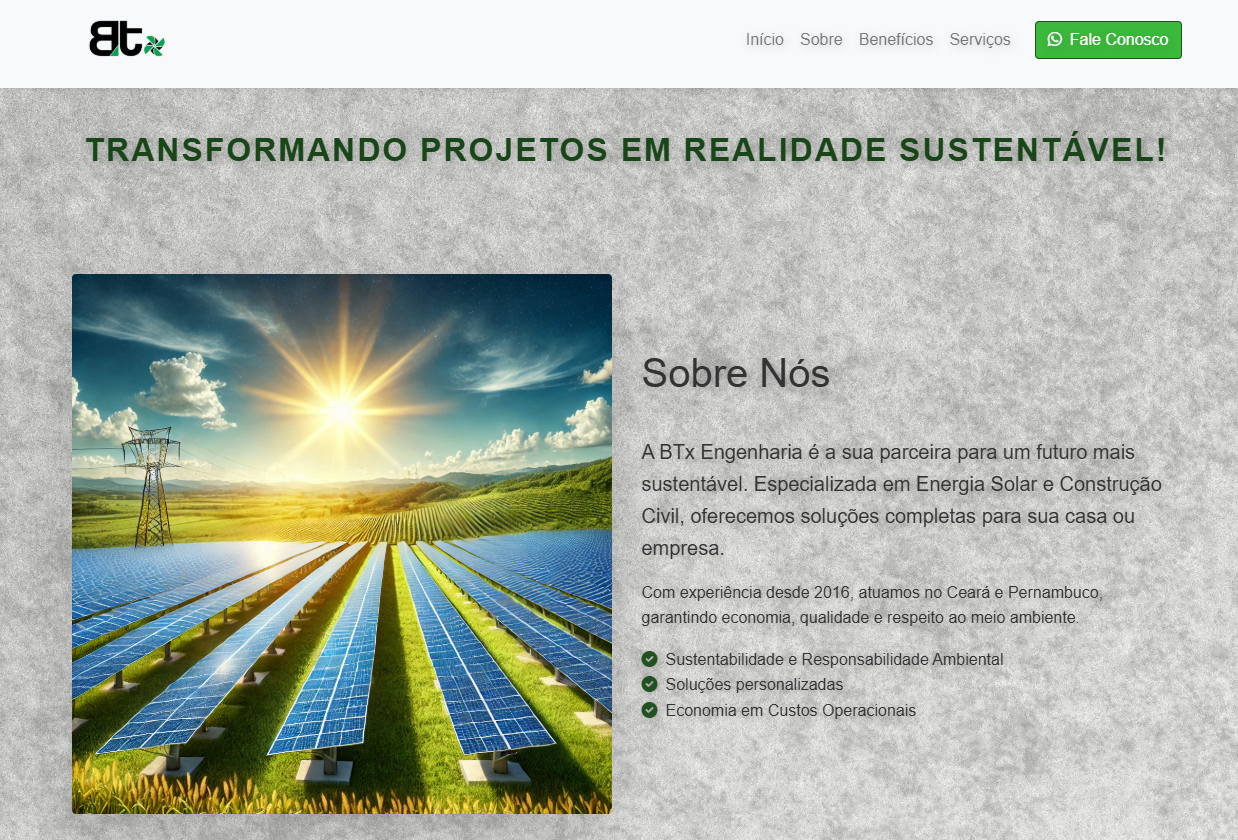 BTx
Início Sobre Benefícios Serviços Fale Conosco
TRANSFORMANDO PROJETOS EM REALIDADE SUSTENTÁVEL!
Sobre Nós
A BTx Engenharia é a sua parceira para um futuro mais
sustentável. Especializada em Energia Solar e Construção
Civil, oferecemos soluções completas para sua casa ou
empresa.
Com experiência desde 2016, atuamos no Ceará e Pernambuco,
garantindo economia, qualidade e respeito ao meio ambiente.
Sustentabilidade e Responsabilidade Ambiental
Soluções personalizadas
Economia em Custos Operacionais